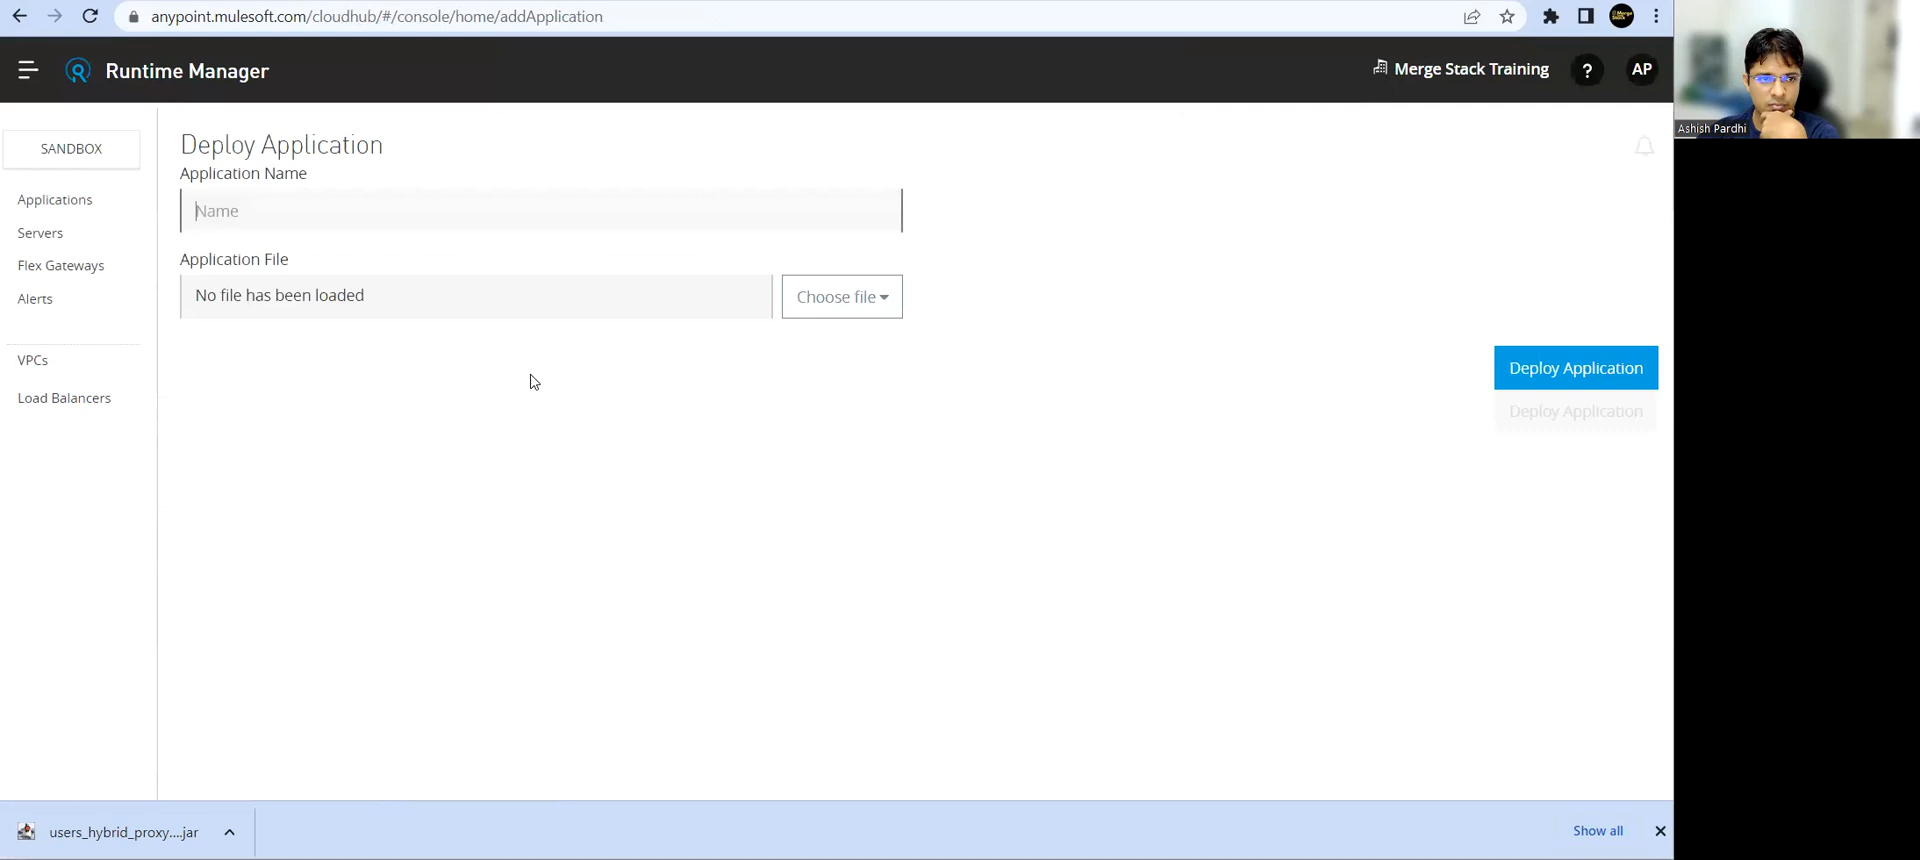 anypoint.mulesoft.com/cloudhub/#/console/home/addApplication
Runtime Manager
Merge Stack Training
?
AP
Ashish Pardhi
SANDBOX
Applications
Servers
Flex Gateways
Alerts
VPCs
Load Balancers
Deploy Application
Application Name
Name
Application File
No file has been loaded
Choose file
Deploy Application
Deploy Application
users_hybrid_proxy....jar
Show all